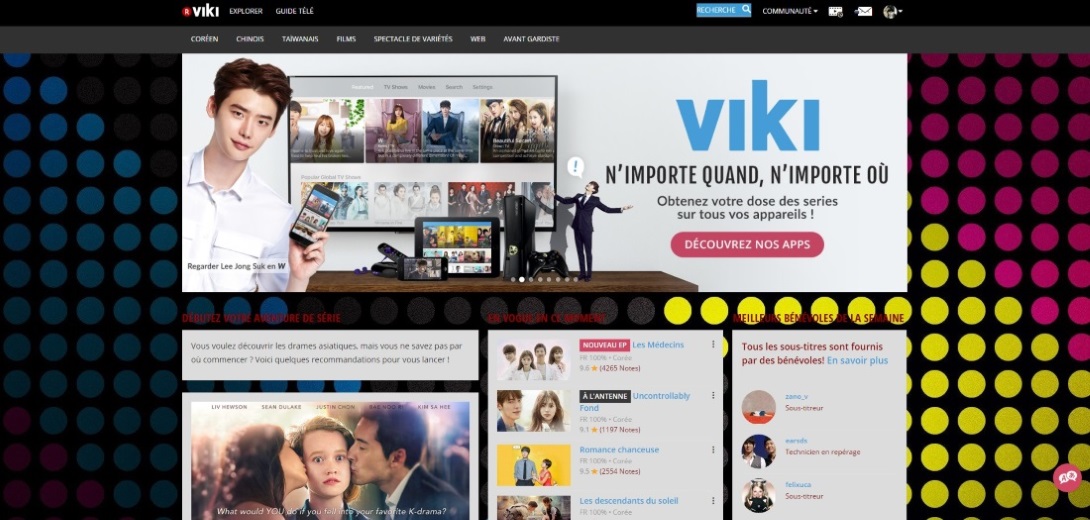 R VIKI
EXPLORER
GUIDE TÉLÉ
RECHERCHE
COMMUNAUTÉ
CORÉEN
CHINOIS
TAÏWANAIS
FILMS
SPECTACLE DE VARIÉTÉS
WEB
AVANT GARDISTE
Featured
TV Shows
Movies
Search
Settings
Popular Global TV Shows
viki
N'IMPORTE QUAND, N'IMPORTE OÙ
Obtenez votre dose des series
sur tous vos appareils !
DÉCOUVREZ NOS APPS
Regarder Lee Jong Suk en W
DÉBUTEZ VOTRE AVENTURE DE SÉRIE
Vous voulez découvrir les drames asiatiques, mais vous ne savez pas par
où commencer ? Voici quelques recommandations pour vous lancer !
LIV HEWSON
SEAN DULAKE
JUSTIN CHON
KIM SA HEE
What would YOU do if you fell into your favorite K-drama?
EN VOGUE EN CE MOMENT
NOUVEAU EP Les Médecins
FR 100% • Corée
9.6 ★ (4265 Notes)
À L'ANTENNE Uncontrollably
Fond
FR 100% • Corée
9.1 ★ (1197 Notes)
Romance chanceuse
FR 100% • Corée
9.5 ★ (2554 Notes)
Les descendants du soleil
FR 100% • Corée
MEILLEURS BÉNÉVOLES DE LA SEMAINE
Tous les sous-titres sont fournis
par des bénévoles! En savoir plus
Sous-titreur
Technicien en repérage
felixuca
Sous-titreur